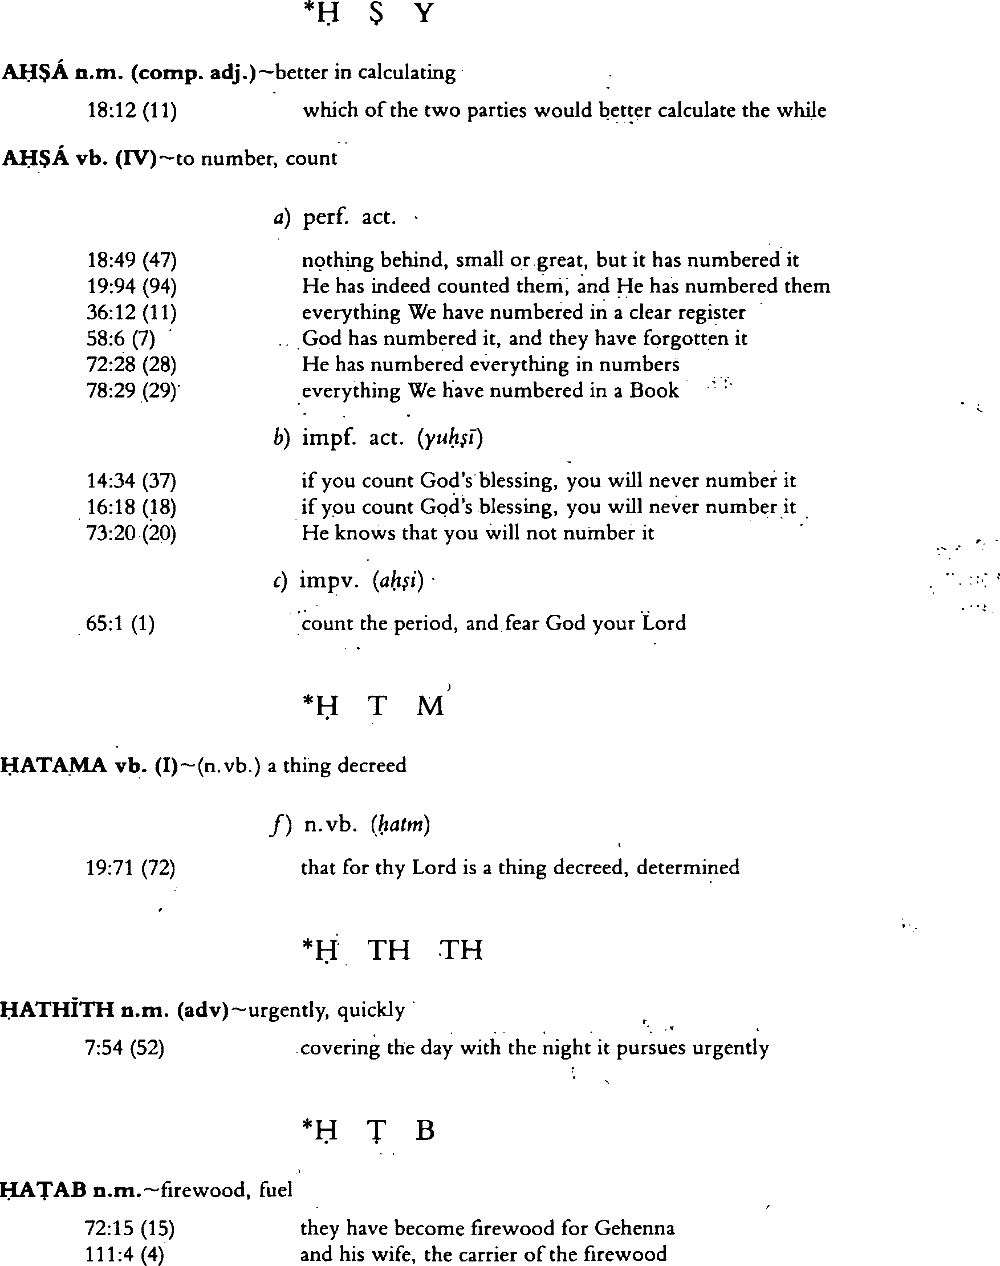 *Ḥ Ṣ Y
AḤṢÁ n.m. (comp. adj.)~better in calculating
18:12 (11) which of the two parties would better calculate the while
AḤṢÁ vb. (IV)~to number, count
a) perf. act.
18:49 (47) nothing behind, small or great, but it has numbered it
19:94 (94) He has indeed counted them, and He has numbered them
36:12 (11) everything We have numbered in a clear register
58:6 (7) God has numbered it, and they have forgotten it
72:28 (28) He has numbered everything in numbers
78:29 (29) everything We have numbered in a Book
b) impf. act. (yuḥṣī)
14:34 (37) if you count God's blessing, you will never number it
16:18 (18) if you count God's blessing, you will never number it
73:20 (20) He knows that you will not number it
c) impv. (aḥṣi)
65:1 (1) count the period, and fear God your Lord
*Ḥ T M
ḤATAMA vb. (I)~(n.vb.) a thing decreed
f) n.vb. (ḥatm)
19:71 (72) that for thy Lord is a thing decreed, determined
*Ḥ TH TH
ḤATHĪTH n.m. (adv)~urgently, quickly
7:54 (52) covering the day with the night it pursues urgently
*Ḥ Ṭ B
ḤAṬAB n.m.~firewood, fuel
72:15 (15) they have become firewood for Gehenna
111:4 (4) and his wife, the carrier of the firewood